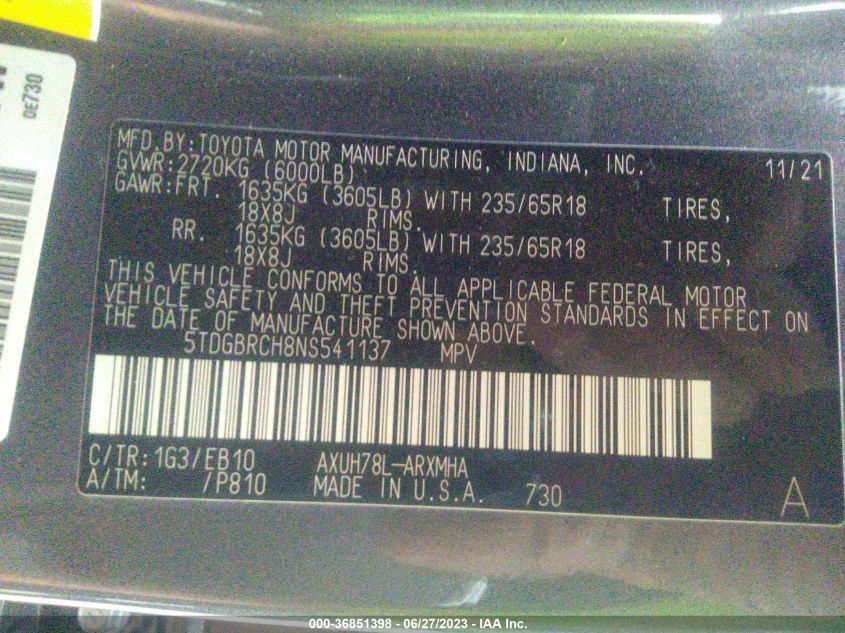 0E730
MFD.BY:TOYOTA MOTOR MANUFACTURING, INDIANA, INC. 11/21
GVWR:2720KG (6000LB)
GAWR:FRT. 1635KG (3605LB) WITH 235/65R18 TIRES,
18X8J RIMS.
RR. 1635KG (3605LB) WITH 235/65R18 TIRES,
18X8J RIMS.
THIS VEHICLE CONFORMS TO ALL APPLICABLE FEDERAL MOTOR
VEHICLE SAFETY AND THEFT PREVENTION STANDARDS IN EFFECT ON
THE DATE OF MANUFACTURE SHOWN ABOVE.
5TDGBRCH8NS541137 MPV
C/TR:1G3/EB10 AXUH78L-ARXMHA
A/TM: /P810 MADE IN U.S.A. 730 A
000-36851398 - 06/27/2023 - IAA Inc.